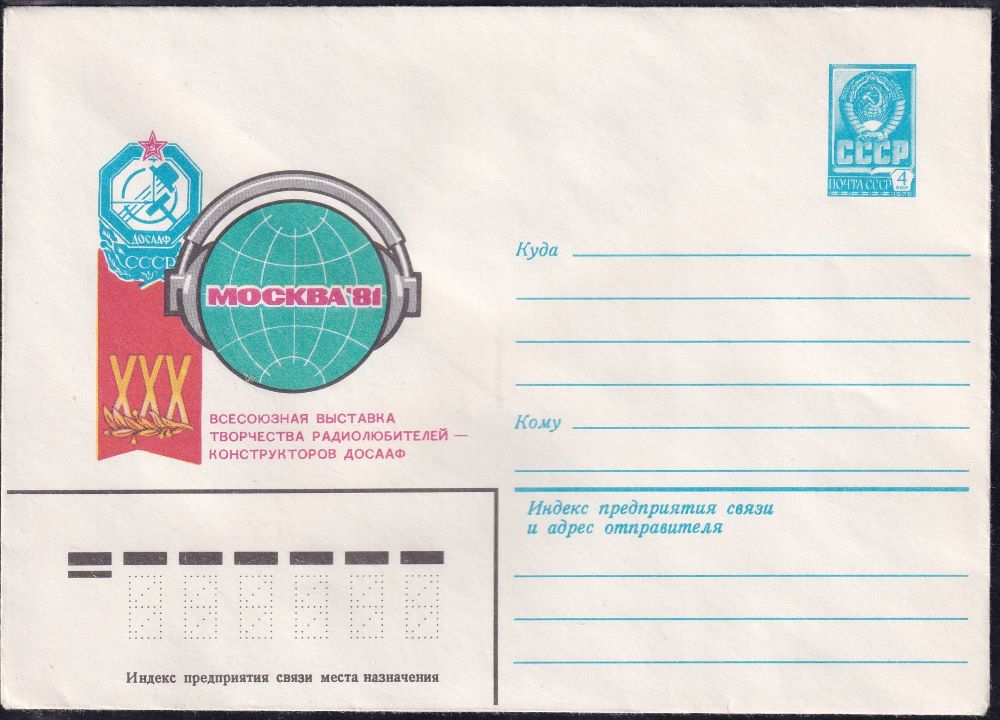 СССР
ПОЧТА СССР
4
коп
1978
ДОСААФ
СССР
МОСКВА'81
XXX
ВСЕСОЮЗНАЯ ВЫСТАВКА
ТВОРЧЕСТВА РАДИОЛЮБИТЕЛЕЙ —
КОНСТРУКТОРОВ ДОСААФ
Куда
Кому
Индекс предприятия связи
и адрес отправителя
Индекс предприятия связи места назначения